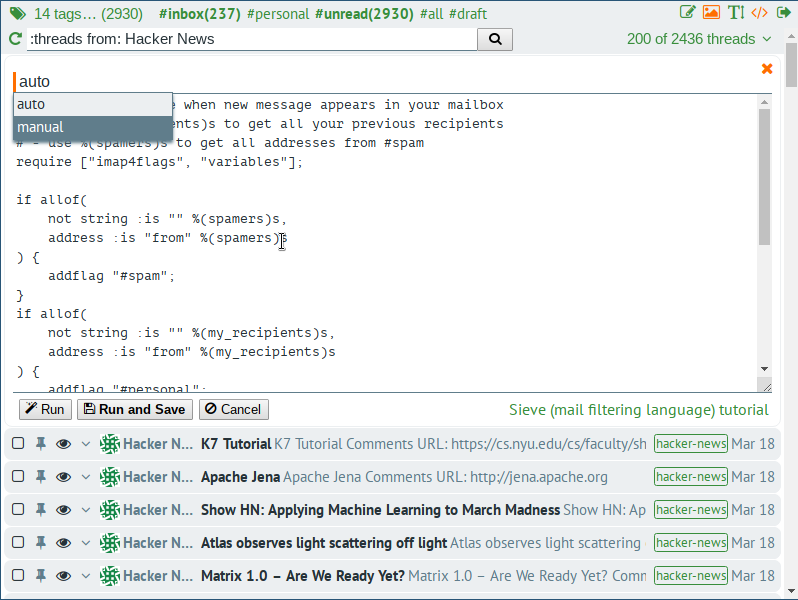 14 tags… (2930) #inbox(237) #personal #unread(2930) #all #draft
:threads from: Hacker News
200 of 2436 threads
auto
auto
manual
when new message appears in your mailbox
s to get all your previous recipients
# - use %(spamers)s to get all addresses from #spam
require ["imap4flags", "variables"];
if allof(
not string :is "" %(spamers)s,
address :is "from" %(spamers)s
) {
addflag "#spam";
}
if allof(
not string :is "" %(my_recipients)s,
address :is "from" %(my_recipients)s
) {
addflag "#personal";
Run Run and Save Cancel Sieve (mail filtering language) tutorial
Hacker N… K7 Tutorial K7 Tutorial Comments URL: https://cs.nyu.edu/cs/faculty/sh hacker-news Mar 18
Hacker N… Apache Jena Apache Jena Comments URL: http://jena.apache.org hacker-news Mar 18
Hacker N… Show HN: Applying Machine Learning to March Madness Show HN: Ap hacker-news Mar 18
Hacker N… Atlas observes light scattering off light Atlas observes light scattering hacker-news Mar 18
Hacker N… Matrix 1.0 – Are We Ready Yet? Matrix 1.0 – Are We Ready Yet? Comm hacker-news Mar 18